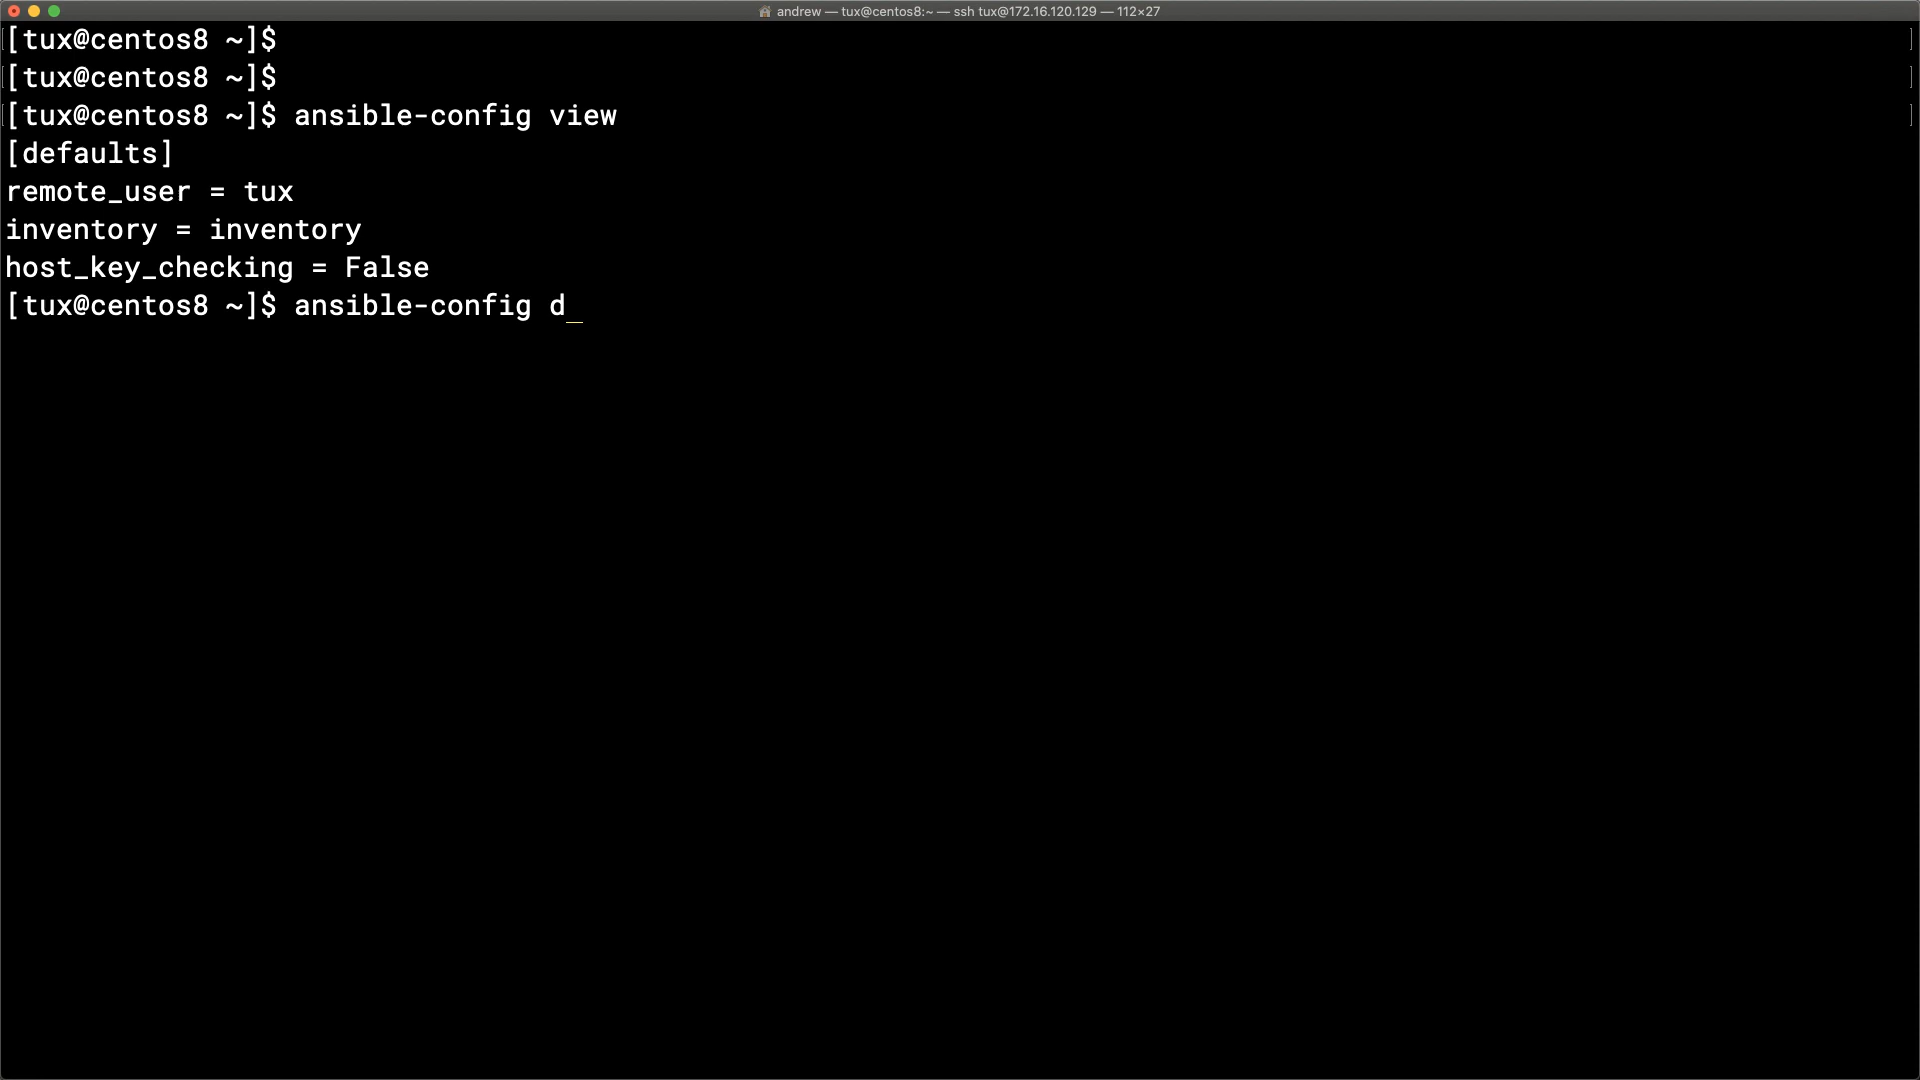 andrew — tux@centos8:~ — ssh tux@172.16.120.129 — 112×27
[tux@centos8 ~]$
[tux@centos8 ~]$
[tux@centos8 ~]$ ansible-config view
[defaults]
remote_user = tux
inventory = inventory
host_key_checking = False
[tux@centos8 ~]$ ansible-config d_